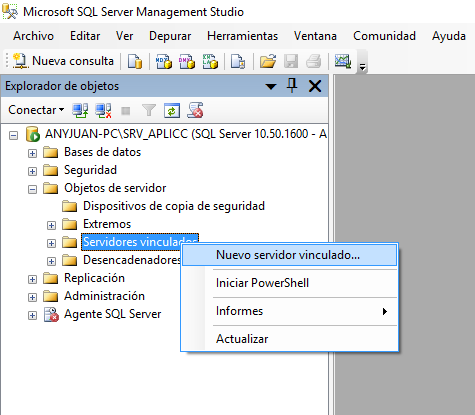 Microsoft SQL Server Management Studio
Archivo Editar Ver Depurar Herramientas Ventana Comunidad Ayuda
Nueva consulta
Explorador de objetos
Conectar
ANYJUAN-PC\SRV_APLICC (SQL Server 10.50.1600 - A
Bases de datos
Seguridad
Objetos de servidor
Dispositivos de copia de seguridad
Extremos
Servidores vinculados
Desencadenadores
Replicación
Administración
Agente SQL Server
Nuevo servidor vinculado...
Iniciar PowerShell
Informes
Actualizar